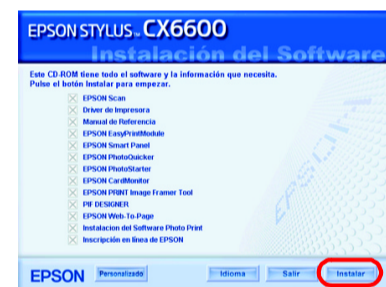 EPSON STYLUS™ CX6600
Instalación del Software
Este CD-ROM tiene todo el software y la información que necesita.
Pulse el botón Instalar para empezar.
EPSON Scan
Driver de Impresora
Manual de Referencia
EPSON EasyPrintModule
EPSON Smart Panel
EPSON PhotoQuicker
EPSON PhotoStarter
EPSON CardMonitor
EPSON PRINT Image Framer Tool
PIF DESIGNER
EPSON Web-To-Page
Instalacion del Software Photo Print
Inscripción en línea de EPSON
EPSON
EPSON Personalizado Idioma Salir Instalar